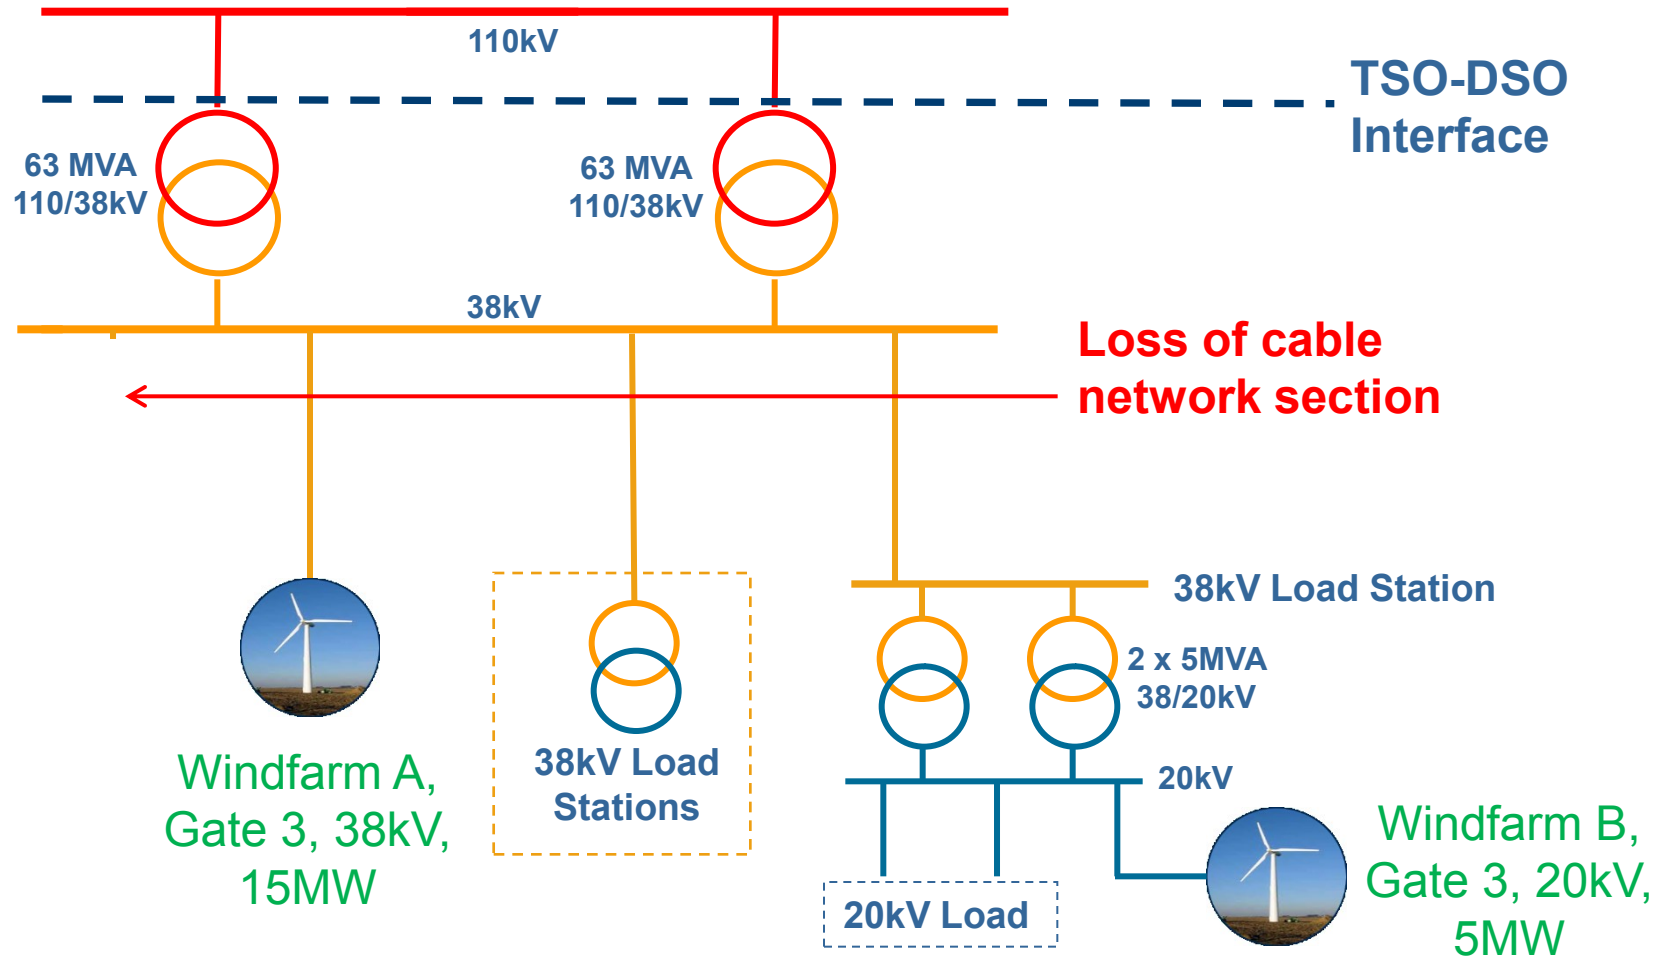 110kV
TSO-DSO
Interface
63 MVA
110/38kV
63 MVA
110/38kV
38kV
Loss of cable
network section
38kV Load Station
2 x 5MVA
38/20kV
38kV Load
Stations
20kV
Windfarm A,
Gate 3, 38kV,
15MW
20kV Load
Windfarm B,
Gate 3, 20kV,
5MW